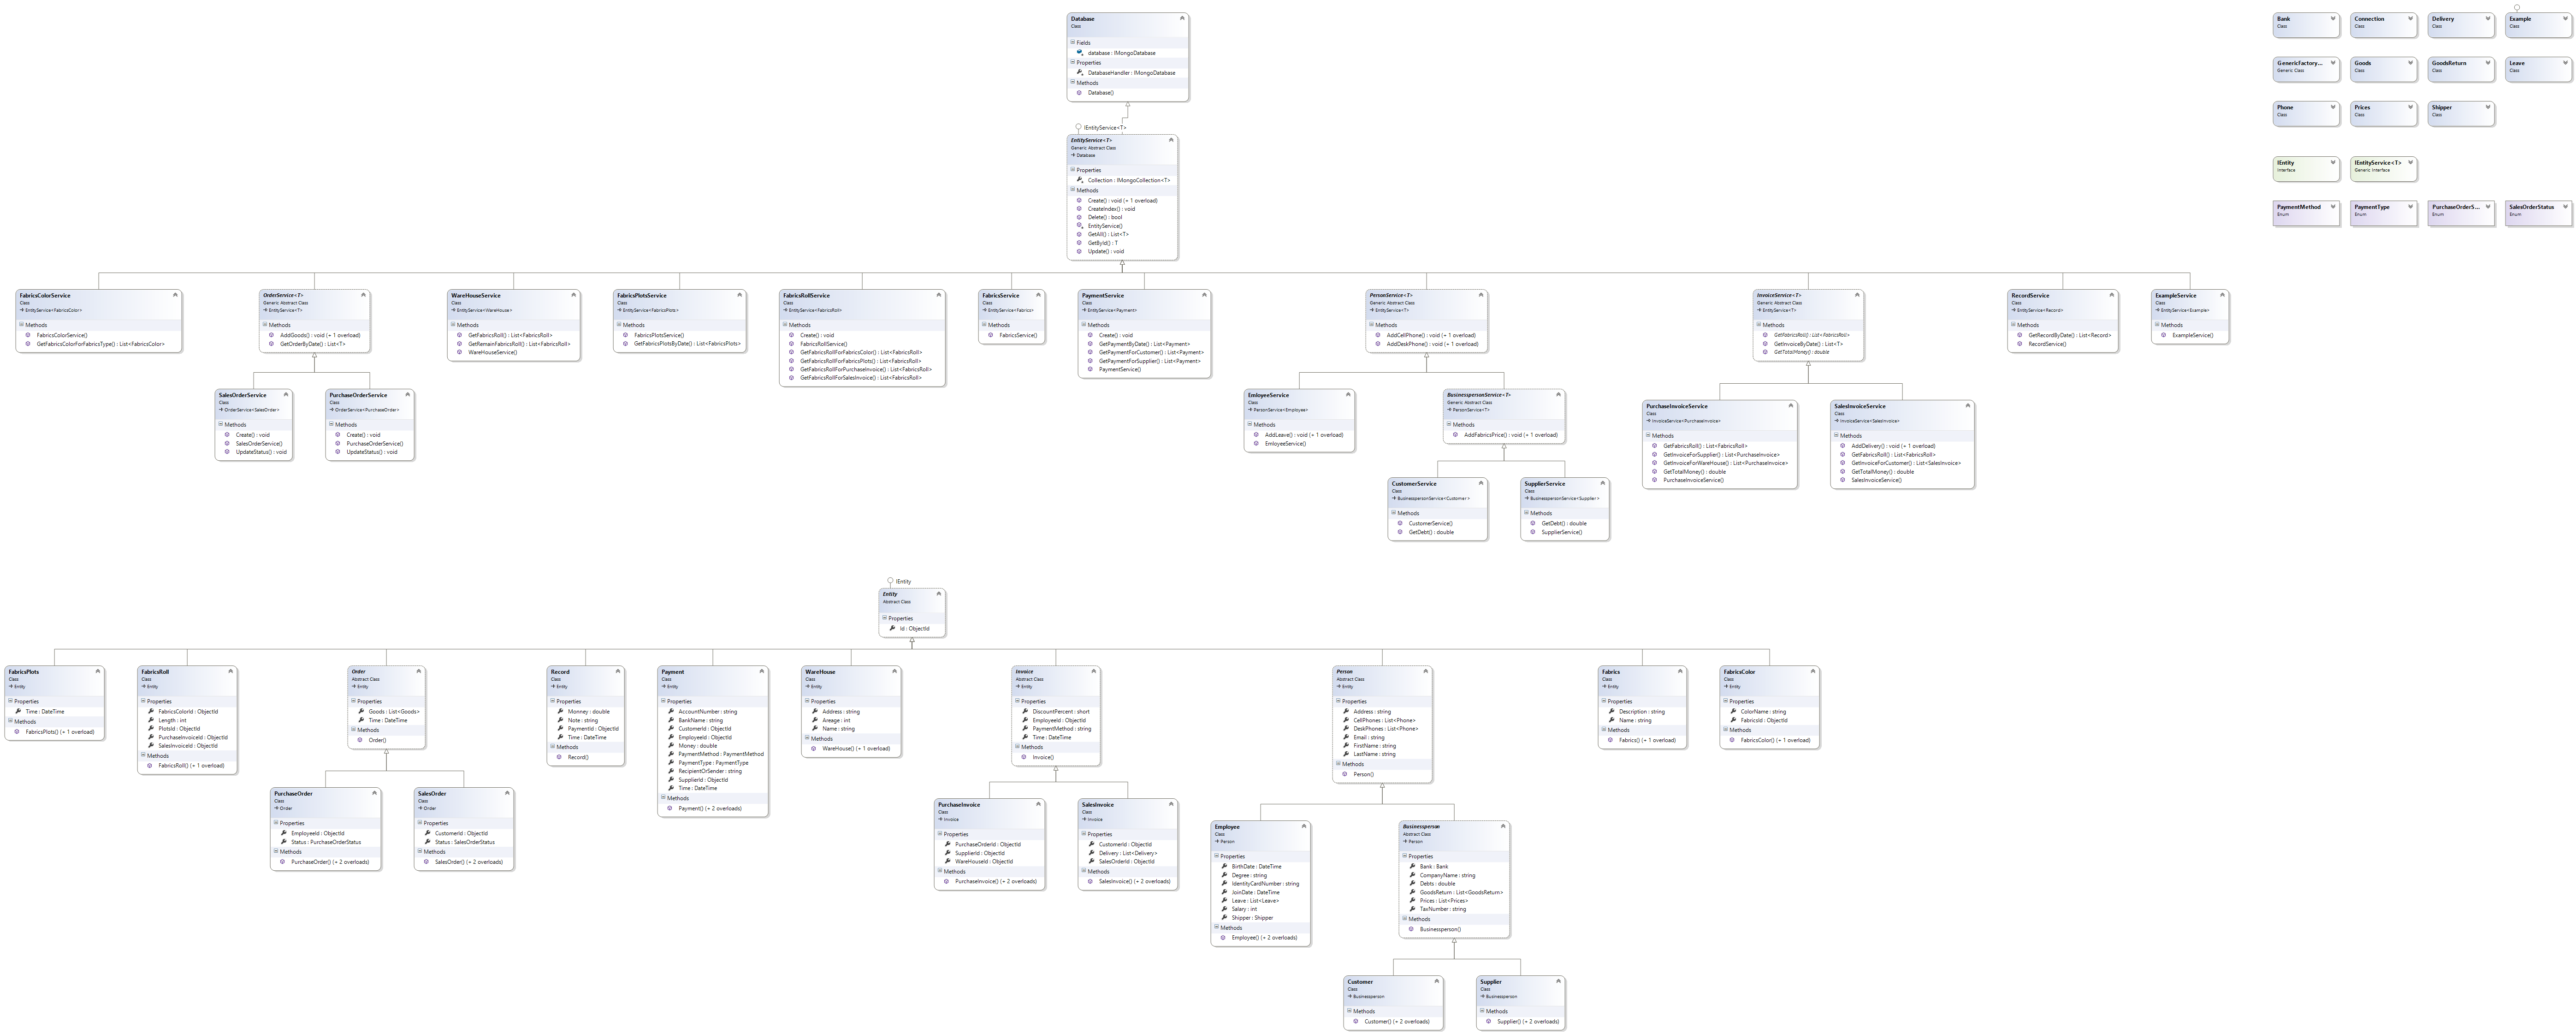 Database
Class
Fields
database : IMongoDatabase
Properties
DatabaseHandler : IMongoDatabase
Methods
Database()
IEntityService<T>
EntityService<T>
Generic Abstract Class
Database
Properties
Collection : IMongoCollection<T>
Methods
Create() : void (+ 1 overload)
CreateIndex() : void
Delete() : bool
EntityService()
GetAll() : List<T>
GetById() : T
Update() : void
Bank
Class
Connection
Class
Delivery
Class
Example
Class
GenericFactory...
Generic Class
Goods
Class
GoodsReturn
Class
Leave
Class
Phone
Class
Prices
Class
Shipper
Class
IEntity
Interface
IEntityService<T>
Generic Interface
PaymentMethod
Enum
PaymentType
Enum
PurchaseOrderS...
Enum
SalesOrderStatus
Enum
FabricsColorService
Class
EntityService<FabricsColor>
Methods
FabricsColorService()
GetFabricsColorForFabricsType() : List<FabricsColor>
OrderService<T>
Generic Abstract Class
EntityService<T>
Methods
AddGoods() : void (+ 1 overload)
GetOrderByDate() : List<T>
WareHouseService
Class
EntityService<WareHouse>
Methods
GetFabricsRoll() : List<FabricsRoll>
GetRemainFabricsRoll() : List<FabricsRoll>
WareHouseService()
FabricsPlotsService
Class
EntityService<FabricsPlots>
Methods
FabricsPlotsService()
GetFabricsPlotsByDate() : List<FabricsPlots>
FabricsRollService
Class
EntityService<FabricsRoll>
Methods
Create() : void
FabricsRollService()
GetFabricsRollForFabricsColor() : List<FabricsRoll>
GetFabricsRollForFabricsPlots() : List<FabricsRoll>
GetFabricsRollForPurchaseInvoice() : List<FabricsRoll>
GetFabricsRollForSalesInvoice() : List<FabricsRoll>
FabricsService
Class
EntityService<Fabrics>
Methods
FabricsService()
PaymentService
Class
EntityService<Payment>
Methods
Create() : void
GetPaymentByDate() : List<Payment>
GetPaymentForCustomer() : List<Payment>
GetPaymentForSupplier() : List<Payment>
PaymentService()
PersonService<T>
Generic Abstract Class
EntityService<T>
Methods
AddCellPhone() : void (+ 1 overload)
AddDeskPhone() : void (+ 1 overload)
InvoiceService<T>
Generic Abstract Class
EntityService<T>
Methods
GetFabricsRoll() : List<FabricsRoll>
GetInvoiceByDate() : List<T>
GetTotalMoney() : double
RecordService
Class
EntityService<Record>
Methods
GetRecordByDate() : List<Record>
RecordService()
ExampleService
Class
EntityService<Example>
Methods
ExampleService()
SalesOrderService
Class
OrderService<SalesOrder>
Methods
Create() : void
SalesOrderService()
UpdateStatus() : void
PurchaseOrderService
Class
OrderService<PurchaseOrder>
Methods
Create() : void
PurchaseOrderService()
UpdateStatus() : void
EmloyeeService
Class
PersonService<Employee>
Methods
AddLeave() : void (+ 1 overload)
EmloyeeService()
BusinesspersonService<T>
Generic Abstract Class
PersonService<T>
Methods
AddFabricsPrice() : void (+ 1 overload)
PurchaseInvoiceService
Class
InvoiceService<PurchaseInvoice>
Methods
GetFabricsRoll() : List<FabricsRoll>
GetInvoiceForSupplier() : List<PurchaseInvoice>
GetInvoiceForWareHouse() : List<PurchaseInvoice>
GetTotalMoney() : double
PurchaseInvoiceService()
SalesInvoiceService
Class
InvoiceService<SalesInvoice>
Methods
AddDelivery() : void (+ 1 overload)
GetFabricsRoll() : List<FabricsRoll>
GetInvoiceForCustomer() : List<SalesInvoice>
GetTotalMoney() : double
SalesInvoiceService()
CustomerService
Class
BusinesspersonService<Customer>
Methods
CustomerService()
GetDebt() : double
SupplierService
Class
BusinesspersonService<Supplier>
Methods
GetDebt() : double
SupplierService()
IEntity
Entity
Abstract Class
Properties
Id : ObjectId
FabricsPlots
Class
Entity
Properties
Time : DateTime
Methods
FabricsPlots() (+ 1 overload)
FabricsRoll
Class
Entity
Properties
FabricsColorId : ObjectId
Length : int
PlotsId : ObjectId
PurchaseInvoiceId : ObjectId
SalesInvoiceId : ObjectId
Methods
FabricsRoll() (+ 1 overload)
Order
Abstract Class
Entity
Properties
Goods : List<Goods>
Time : DateTime
Methods
Order()
Record
Class
Entity
Properties
Monney : double
Note : string
PaymentId : ObjectId
Time : DateTime
Methods
Record()
Payment
Class
Entity
Properties
AccountNumber : string
BankName : string
CustomerId : ObjectId
EmployeeId : ObjectId
Money : double
PaymentMethod : PaymentMethod
PaymentType : PaymentType
RecipientOrSender : string
SupplierId : ObjectId
Time : DateTime
Methods
Payment() (+ 2 overloads)
WareHouse
Class
Entity
Properties
Address : string
Areage : int
Name : string
Methods
WareHouse() (+ 1 overload)
Invoice
Abstract Class
Entity
Properties
DiscountPercent : short
EmployeeId : ObjectId
PaymentMethod : string
Time : DateTime
Methods
Invoice()
Person
Abstract Class
Entity
Properties
Address : string
CellPhones : List<Phone>
DeskPhones : List<Phone>
Email : string
FirstName : string
LastName : string
Methods
Person()
Fabrics
Class
Entity
Properties
Description : string
Name : string
Methods
Fabrics() (+ 1 overload)
FabricsColor
Class
Entity
Properties
ColorName : string
FabricsId : ObjectId
Methods
FabricsColor() (+ 1 overload)
PurchaseOrder
Class
Order
Properties
EmployeeId : ObjectId
Status : PurchaseOrderStatus
Methods
PurchaseOrder() (+ 2 overloads)
SalesOrder
Class
Order
Properties
CustomerId : ObjectId
Status : SalesOrderStatus
Methods
SalesOrder() (+ 2 overloads)
PurchaseInvoice
Class
Invoice
Properties
PurchaseOrderId : ObjectId
SupplierId : ObjectId
WareHouseId : ObjectId
Methods
PurchaseInvoice() (+ 2 overloads)
SalesInvoice
Class
Invoice
Properties
CustomerId : ObjectId
Delivery : List<Delivery>
SalesOrderId : ObjectId
Methods
SalesInvoice() (+ 2 overloads)
Employee
Class
Person
Properties
BirthDate : DateTime
Degree : string
IdentityCardNumber : string
JoinDate : DateTime
Leave : List<Leave>
Salary : int
Shipper : Shipper
Methods
Employee() (+ 2 overloads)
Businessperson
Abstract Class
Person
Properties
Bank : Bank
CompanyName : string
Debts : double
GoodsReturn : List<GoodsReturn>
Prices : List<Prices>
TaxNumber : string
Methods
Businessperson()
Customer
Class
Businessperson
Methods
Customer() (+ 2 overloads)
Supplier
Class
Businessperson
Methods
Supplier() (+ 2 overloads)